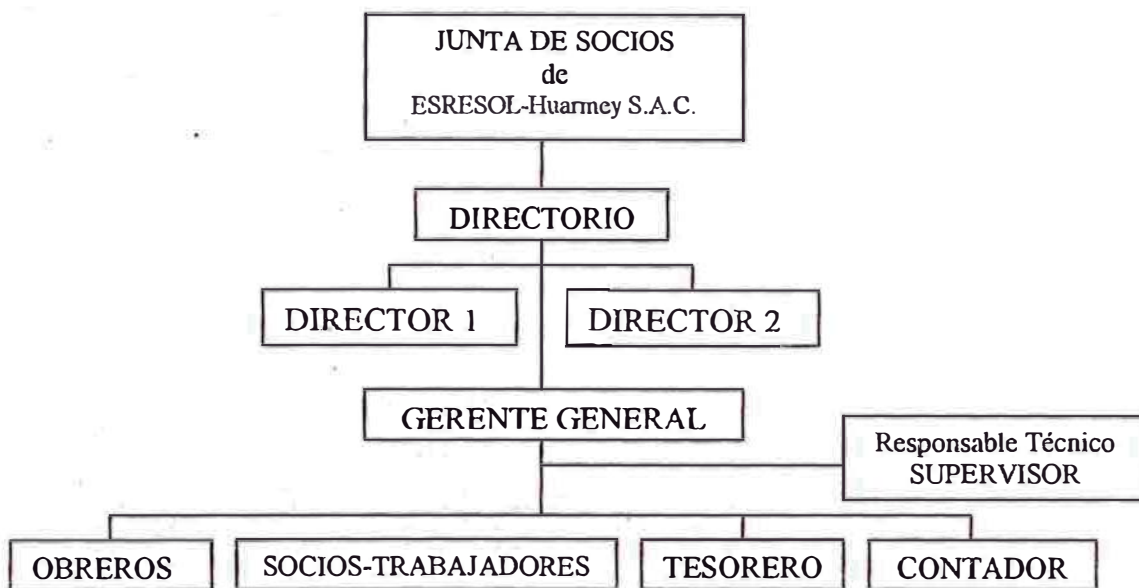 JUNTA DE SOCIOS
de
ESRESOL-Huarmey S.A.C.
DIRECTORIO
DIRECTOR 1
DIRECTOR 2
GERENTE GENERAL
Responsable Técnico
SUPERVISOR
OBREROS
SOCIOS-TRABAJADORES
TESORERO
CONTADOR